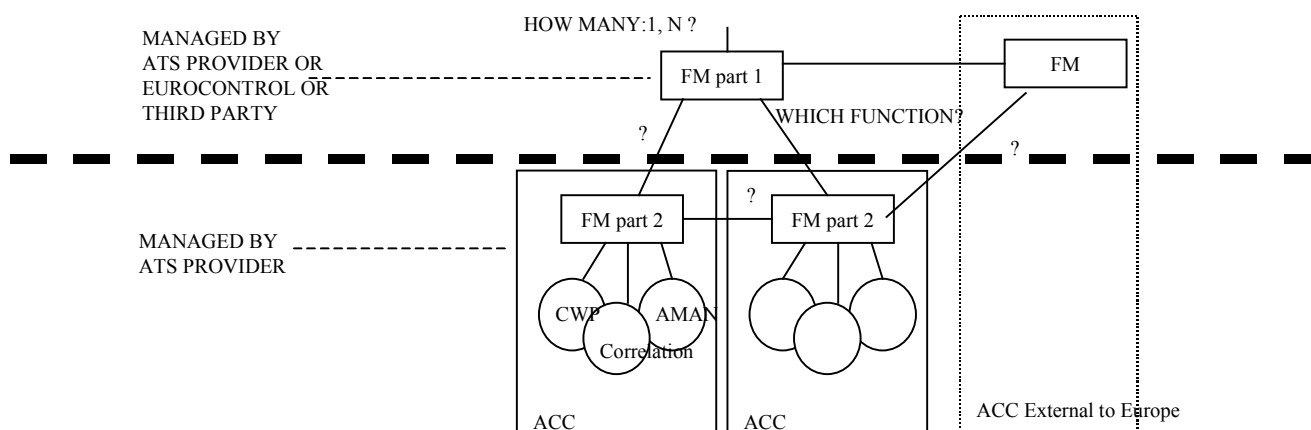 HOW MANY:1, N ?
MANAGED BY
ATS PROVIDER OR
EUROCONTROL OR
THIRD PARTY
FM part 1
FM
WHICH FUNCTION?
?
?
FM part 2
?
FM part 2
MANAGED BY
ATS PROVIDER
CWP
AMAN
Correlation
ACC
ACC
ACC External to Europe